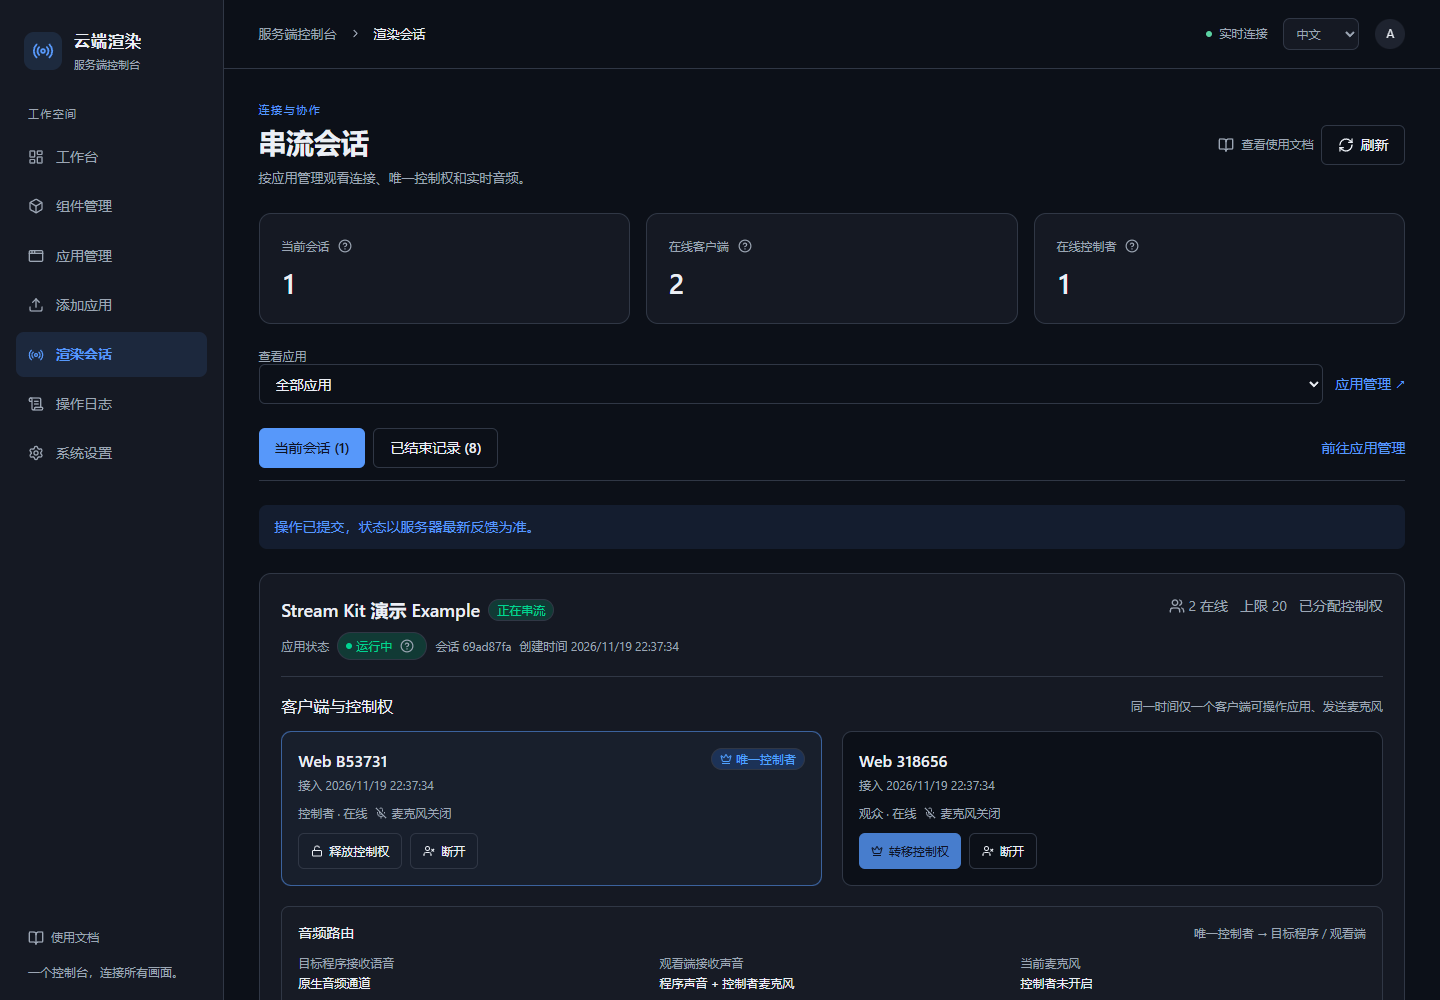 云端渲染
服务端控制台
工作空间
工作台
组件管理
应用管理
添加应用
渲染会话
操作日志
系统设置
使用文档
一个控制台，连接所有画面。
服务端控制台 > 渲染会话
实时连接
中文
A
连接与协作
串流会话
按应用管理观看连接、唯一控制权和实时音频。
查看使用文档
刷新
当前会话
1
在线客户端
2
在线控制者
1
查看应用
全部应用
应用管理 ↗
当前会话 (1)
已结束记录 (8)
前往应用管理
操作已提交，状态以服务器最新反馈为准。
Stream Kit 演示 Example 正在串流
2 在线 上限 20 已分配控制权
应用状态 运行中 会话 69ad87fa 创建时间 2026/11/19 22:37:34
客户端与控制权
同一时间仅一个客户端可操作应用、发送麦克风
Web B53731
唯一控制者
接入 2026/11/19 22:37:34
控制者 · 在线 麦克风关闭
释放控制权
断开
Web 318656
接入 2026/11/19 22:37:34
观众 · 在线 麦克风关闭
转移控制权
断开
音频路由
唯一控制者 → 目标程序 / 观看端
目标程序接收语音
原生音频通道
观看端接收声音
程序声音 + 控制者麦克风
当前麦克风
控制者未开启